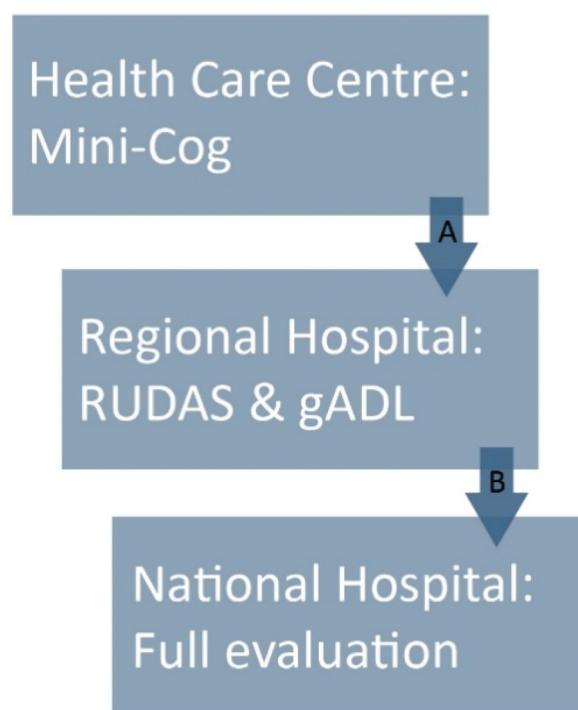 Health Care Centre:
Mini-Cog
A
Regional Hospital:
RUDAS & gADL
B
National Hospital:
Full evaluation